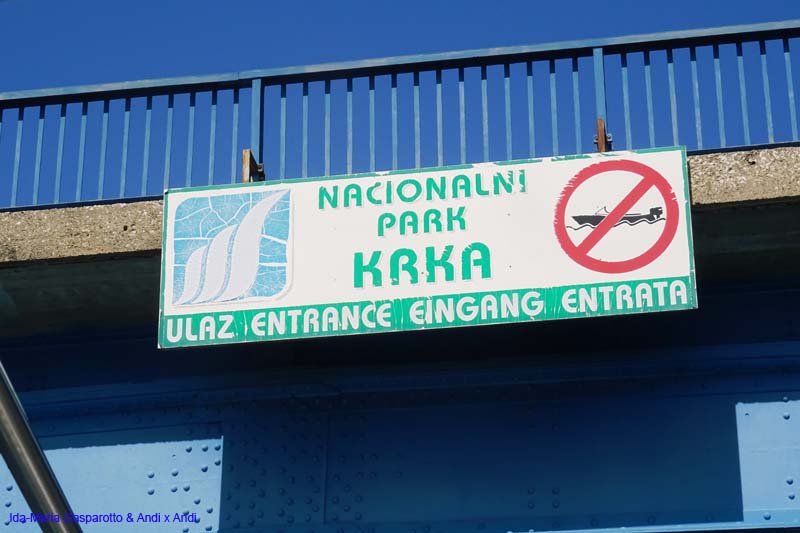 NACIONALNI
PARK
KRKA
ULAZ ENTRANCE EINGANG ENTRATA
Ida-Maria Gasparotto & Andi x Andi